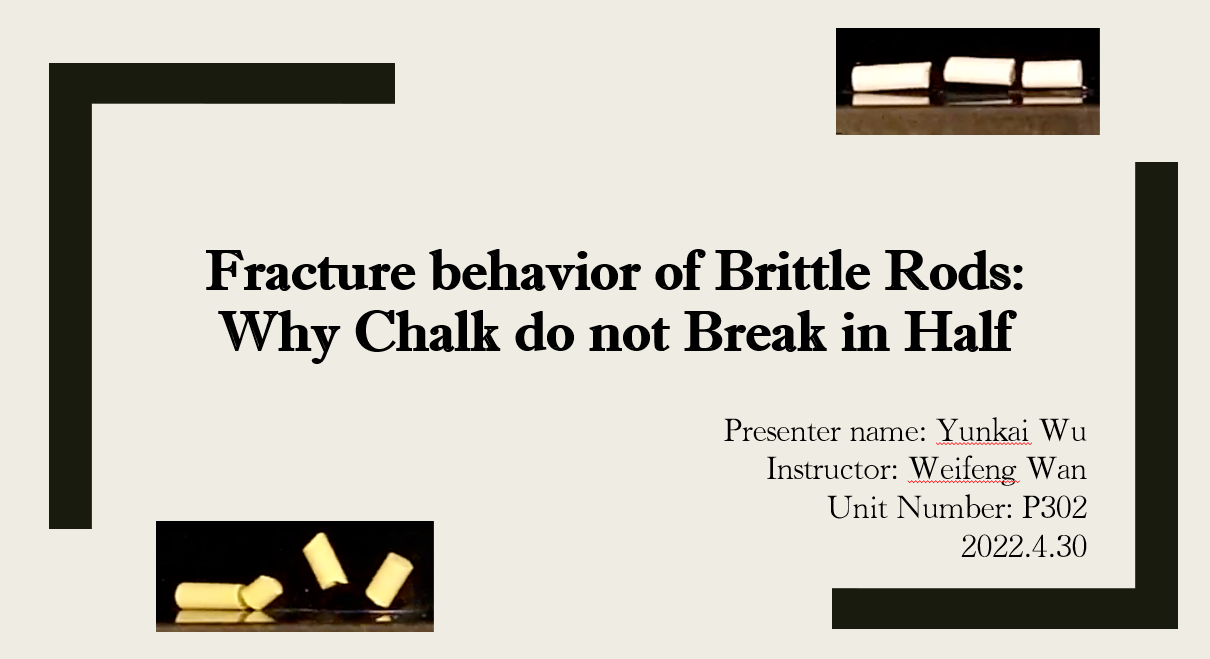 Fracture behavior of Brittle Rods:
Why Chalk do not Break in Half
Presenter name: Yunkai Wu
Instructor: Weifeng Wan
Unit Number: P302
2022.4.30